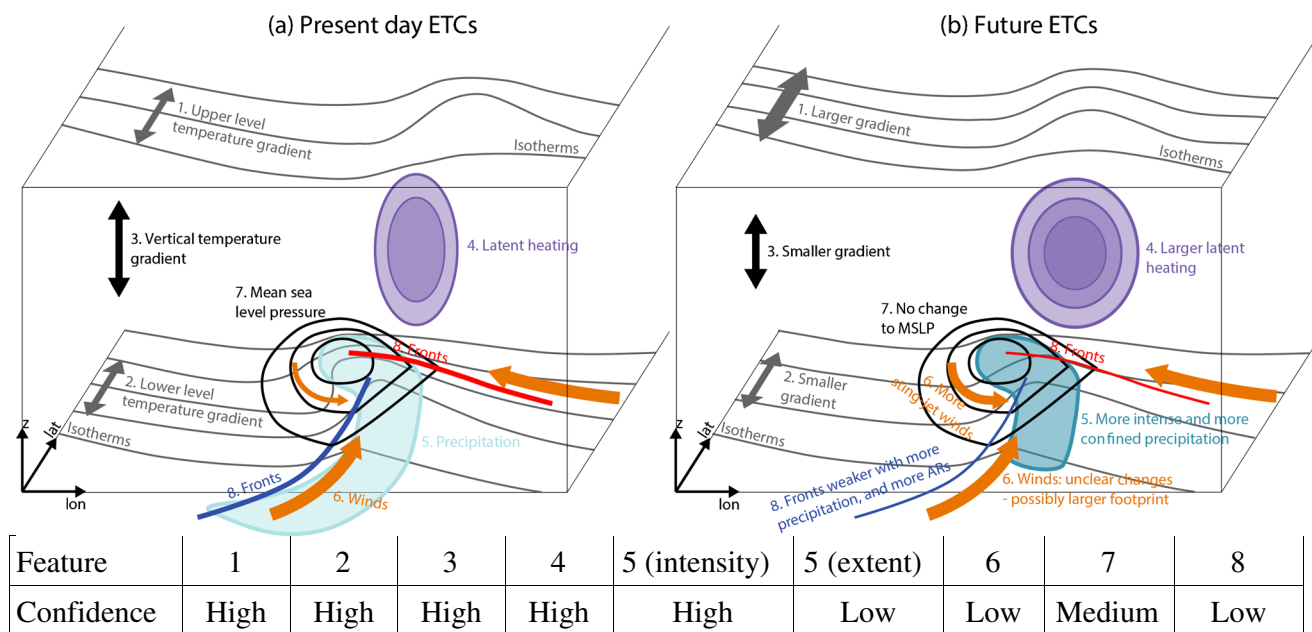 (a) Present day ETCs
1. Upper level
temperature gradient
Isotherms
3. Vertical temperature
gradient
4. Latent heating
7. Mean sea
level pressure
8. Fronts
2. Lower level
temperature gradient
Isotherms
5. Precipitation
8. Fronts
6. Winds
z
lat
lon
(b) Future ETCs
1. Larger gradient
Isotherms
3. Smaller gradient
4. Larger latent
heating
7. No change
to MSLP
8. Fronts
6. More
sting-jet winds
2. Smaller
gradient
Isotherms
5. More intense and more
confined precipitation
8. Fronts weaker with more
precipitation, and more ARs
6. Winds: unclear changes
- possibly larger footprint
z
lat
lon
Feature 1 2 3 4 5 (intensity) 5 (extent) 6 7 8
Confidence High High High High High Low Low Medium Low